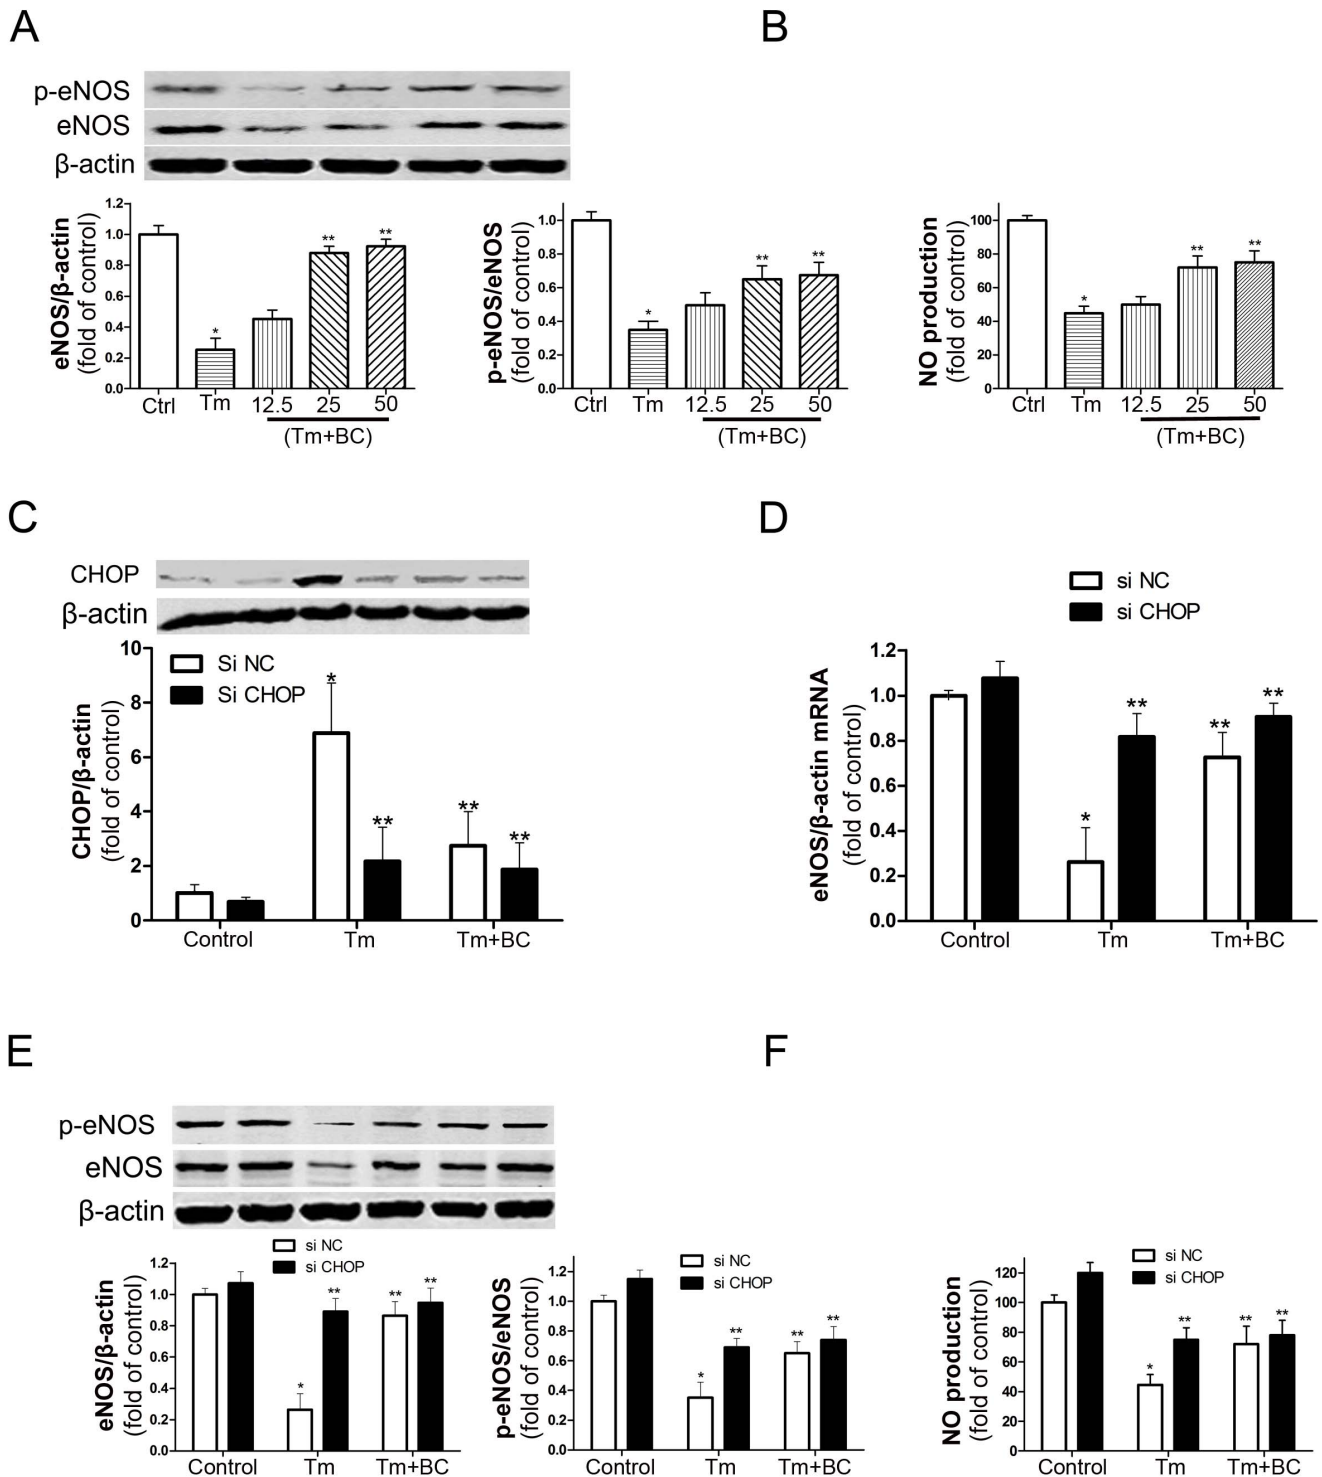 A
p-eNOS
eNOS
β-actin
eNOS/β-actin
(fold of control)
1.2
1.0
0.8
0.6
0.4
0.2
0.0
*
**
**
Ctrl Tm 12.5 25 50
(Tm+BC)
p-eNOS/eNOS
(fold of control)
1.0
0.8
0.6
0.4
0.2
0.0
*
**
**
Ctrl Tm 12.5 25 50
(Tm+BC)
B
NO production
(fold of control)
100
80
60
40
20
0
*
**
**
Ctrl Tm 12.5 25 50
(Tm+BC)
C
CHOP
β-actin
Si NC
Si CHOP
CHOP/β-actin
(fold of control)
10
8
6
4
2
0
*
**
**
**
Control Tm Tm+BC
D
si NC
si CHOP
eNOS/β-actin mRNA
(fold of control)
1.2
1.0
0.8
0.6
0.4
0.2
0.0
*
**
**
**
Control Tm Tm+BC
E
p-eNOS
eNOS
β-actin
si NC
si CHOP
eNOS/β-actin
(fold of control)
1.2
1.0
0.8
0.6
0.4
0.2
0.0
*
**
**
**
Control Tm Tm+BC
si NC
si CHOP
p-eNOS/eNOS
(fold of control)
1.2
1.0
0.8
0.6
0.4
0.2
0.0
*
**
**
**
Control Tm Tm+BC
F
si NC
si CHOP
NO production
(fold of control)
120
100
80
60
40
20
0
*
**
**
**
Control Tm Tm+BC